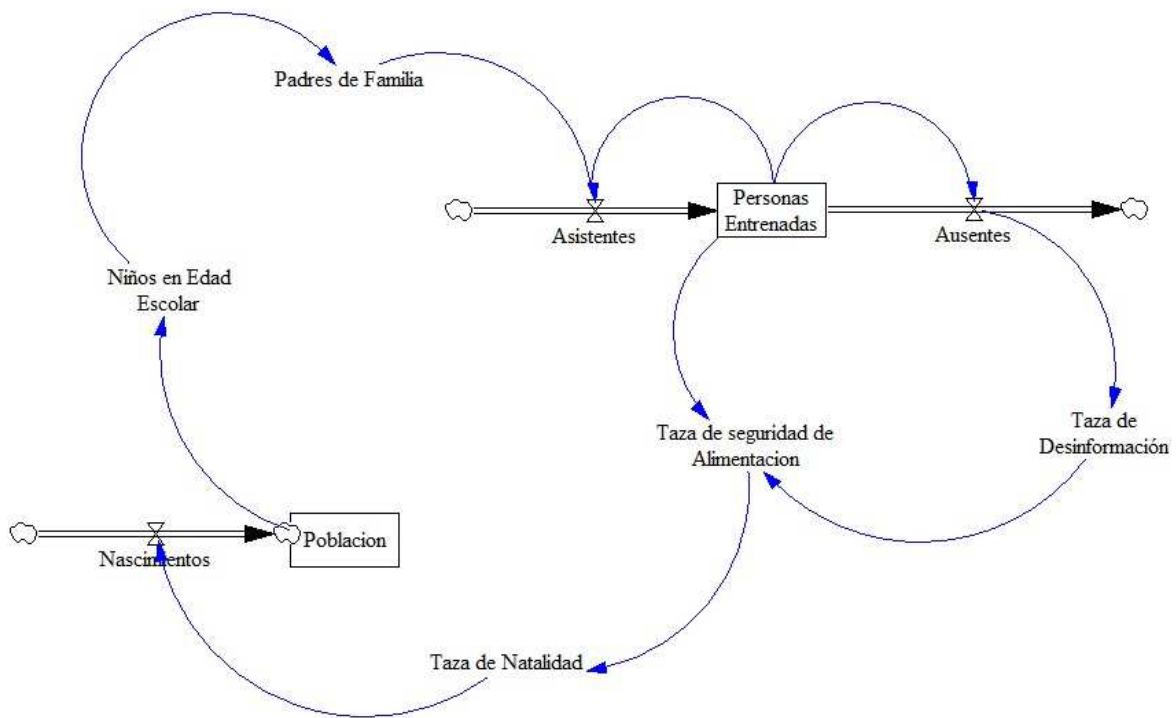 Padres de Familia
Personas
Entrenadas
Asistentes
Ausentes
Niños en Edad
Escolar
Taza de seguridad de
Alimentacion
Taza de
Desinformación
Poblacion
Nascimientos
Taza de Natalidad